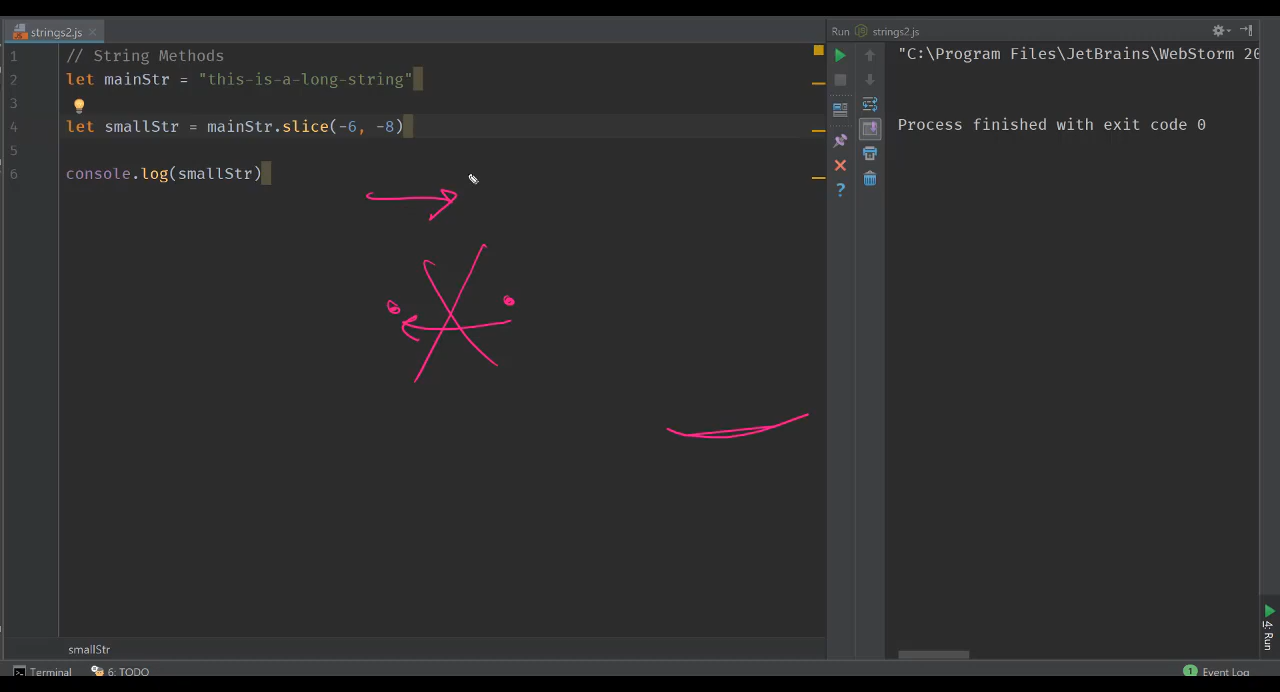 strings2.js
1 // String Methods
2 let mainStr = "this-is-a-long-string"
3
4 let smallStr = mainStr.slice(-6, -8)
5
6 console.log(smallStr)
smallStr
Terminal 6: TODO
Run strings2.js
"C:\Program Files\JetBrains\WebStorm 20
Process finished with exit code 0
4: Run
1 Event Log